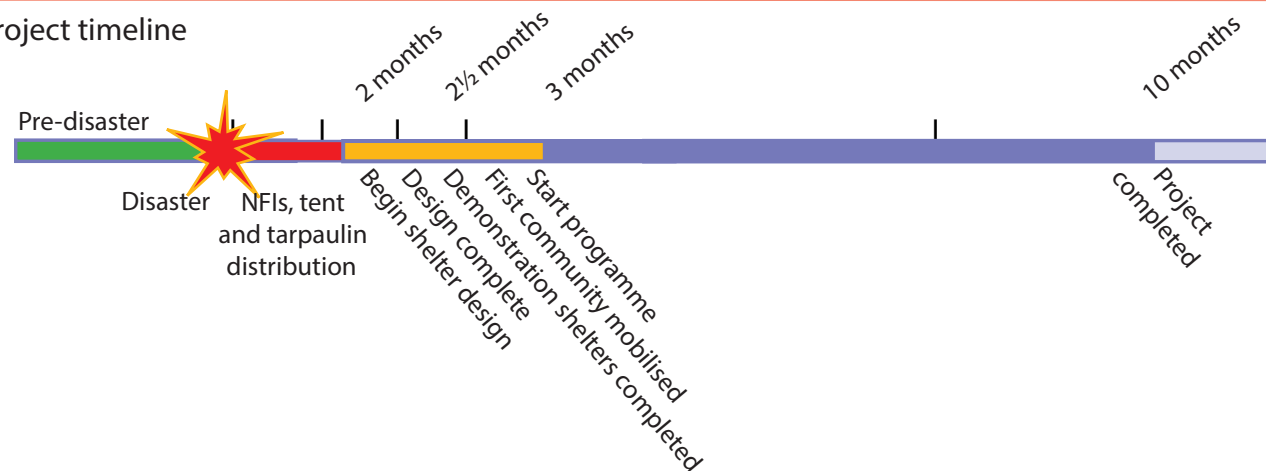 roject timeline
2 months
2½ months
3 months
10 months
Pre-disaster
Disaster
NFIs, tent
and tarpaulin
distribution
Begin shelter design
Design complete
Demonstration shelters completed
First community mobilised
Start programme
Project
completed